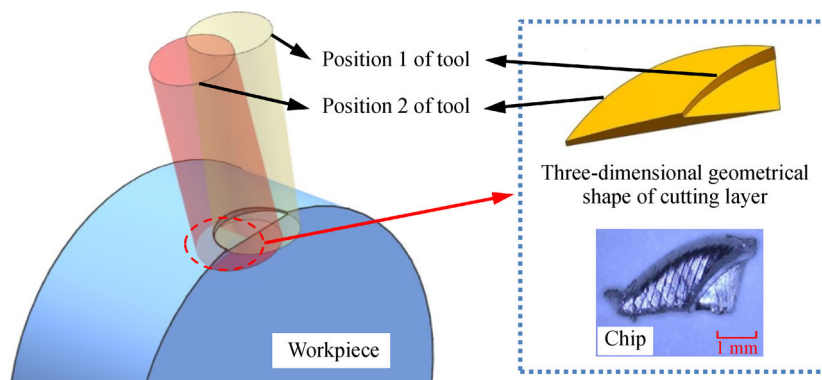 Position 1 of tool
Position 2 of tool
Three-dimensional geometrical
shape of cutting layer
Workpiece
Chip
1 mm